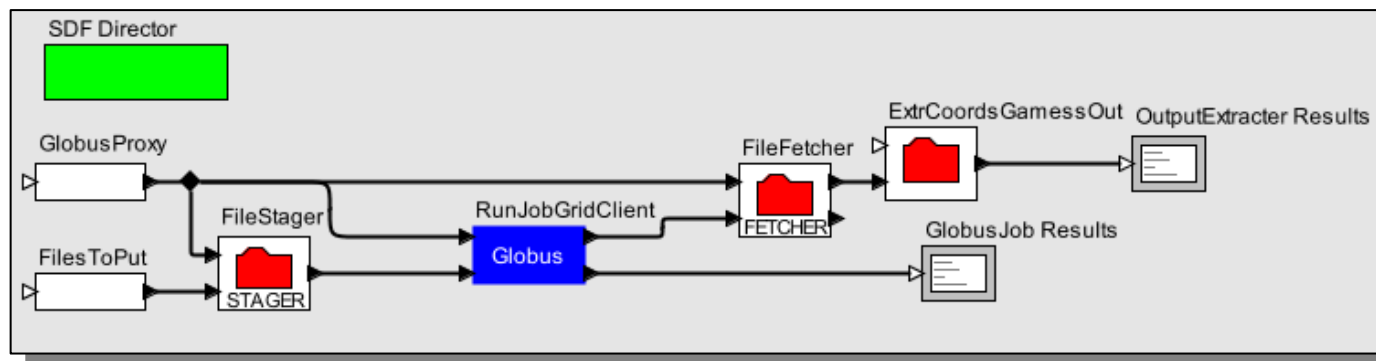 SDF Director
GlobusProxy
FilesToPut
FileStager
STAGER
RunJobGridClient
Globus
FileFetcher
FETCHER
ExtrCoordsGamessOut
OutputExtracter Results
GlobusJob Results